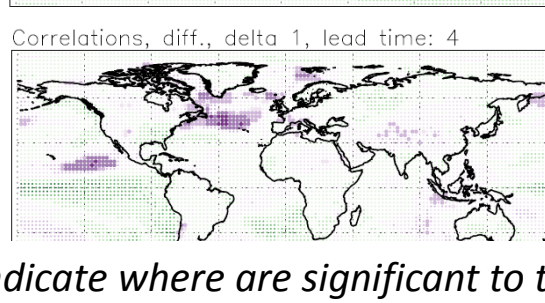 Correlations, diff., delta 1, lead time: 4
ndicate where are significant to t